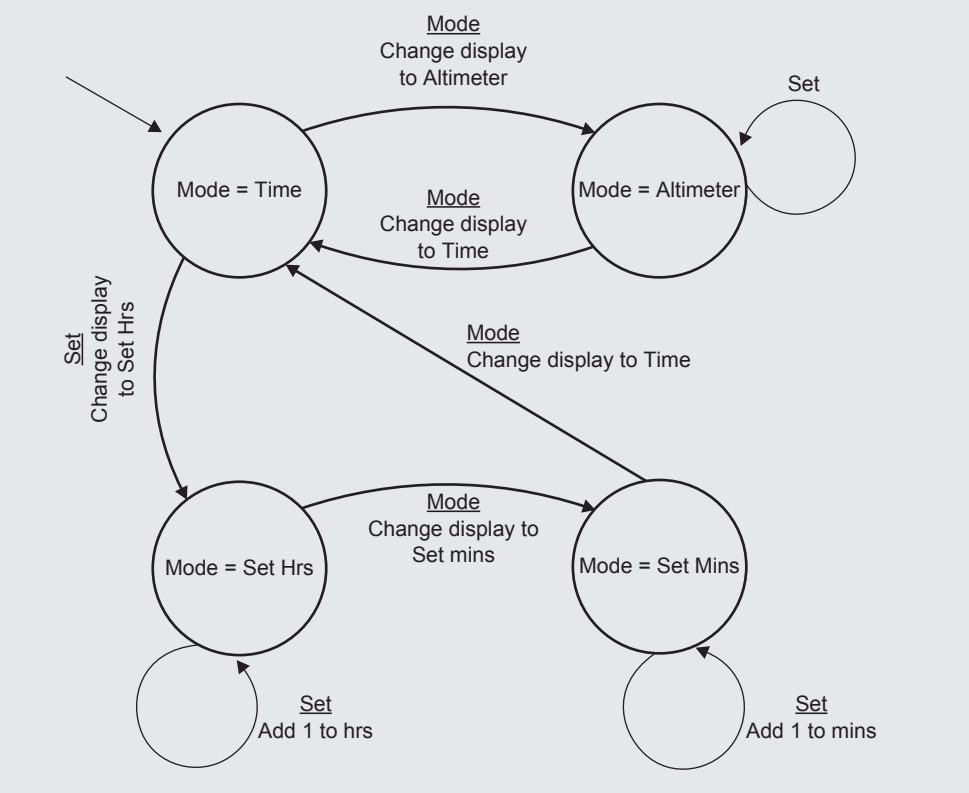 Mode
Change display
to Altimeter
Set
Mode = Time
Mode = Altimeter
Mode
Change display
to Time
Set
Change display
to Set Hrs
Mode
Change display to Time
Mode = Set Hrs
Mode
Change display to
Set mins
Mode = Set Mins
Set
Add 1 to hrs
Set
Add 1 to mins